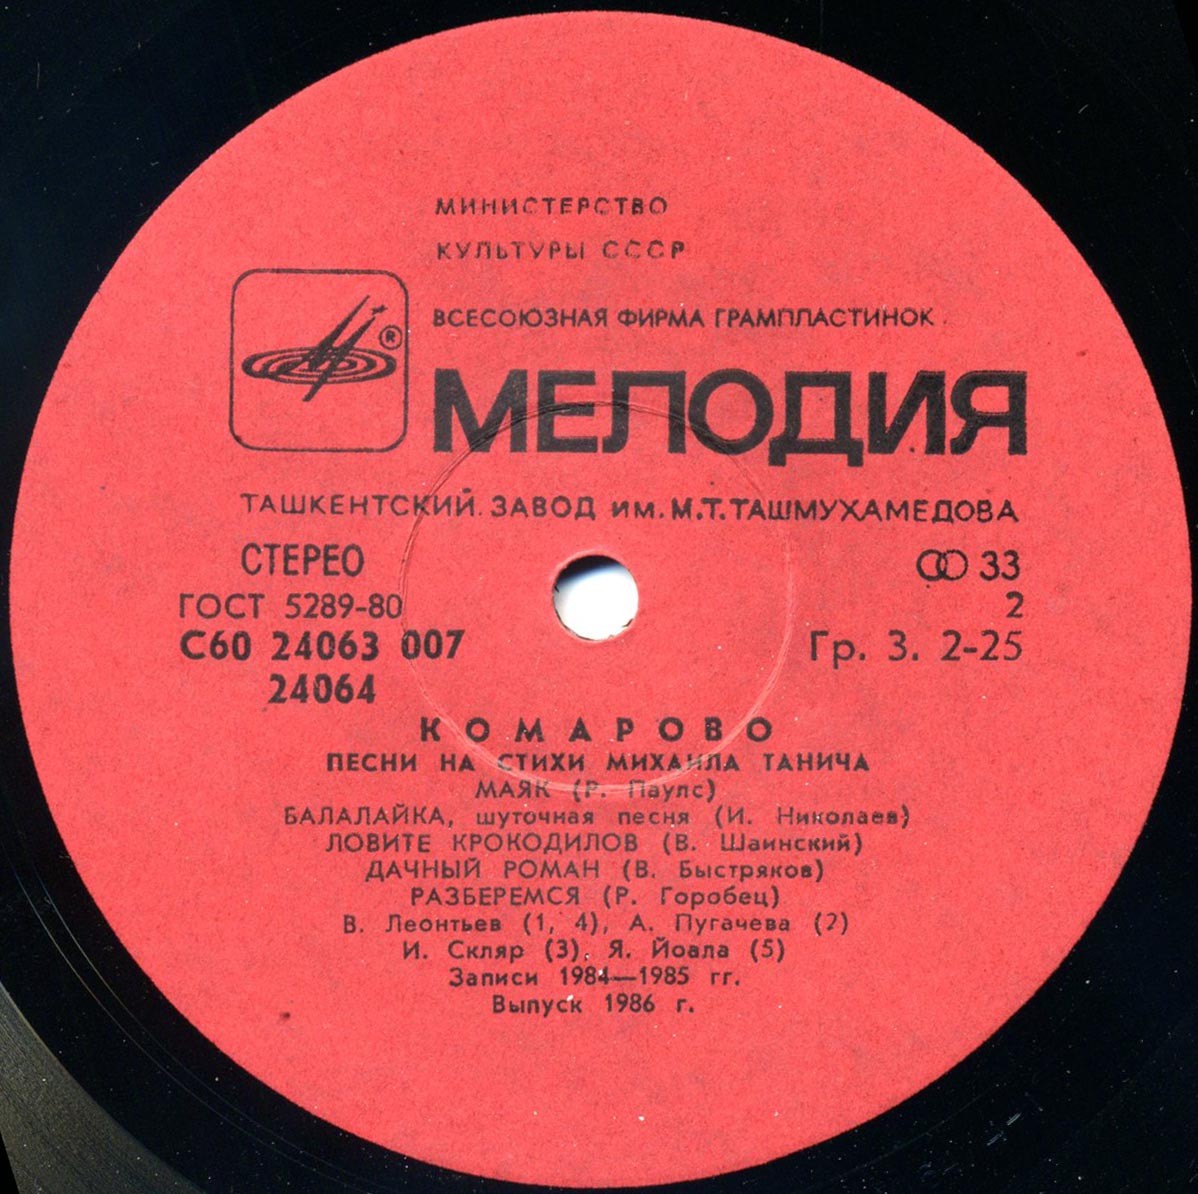 МИНИСТЕРСТВО
КУЛЬТУРЫ СССР
ВСЕСОЮЗНАЯ ФИРМА ГРАМПЛАСТИНОК
®
МЕЛОДИЯ
ТАШКЕНТСКИЙ ЗАВОД им. М.Т.ТАШМУХАМЕДОВА
СТЕРЕО 33
ГОСТ 5289-80 2
С60 24063 007 Гр. 3. 2-25
24064
КОМАРОВО
ПЕСНИ НА СТИХИ МИХАИЛА ТАНИЧА
МАЯК (Р. Паулс)
БАЛАЛАЙКА, шуточная песня (И. Николаев)
ЛОВИТЕ КРОКОДИЛОВ (В. Шаинский)
ДАЧНЫЙ РОМАН (В. Быстряков)
РАЗБЕРЕМСЯ (Р. Горобец)
В. Леонтьев (1, 4), А. Пугачева (2)
И. Скляр (3), Я. Йоала (5)
Записи 1984—1985 гг.
Выпуск 1986 г.